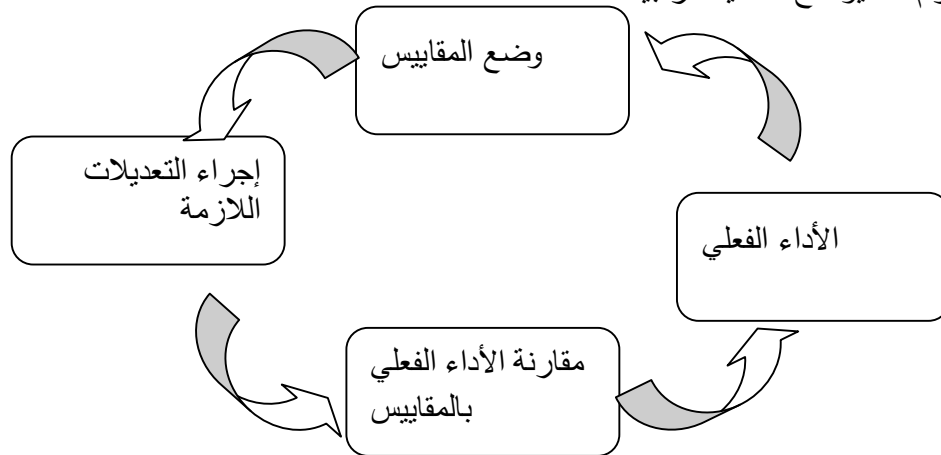 وضع المقاييس
إجراء التعديلات
اللازمة
الأداء الفعلي
مقارنة الأداء الفعلي
بالمقاييس